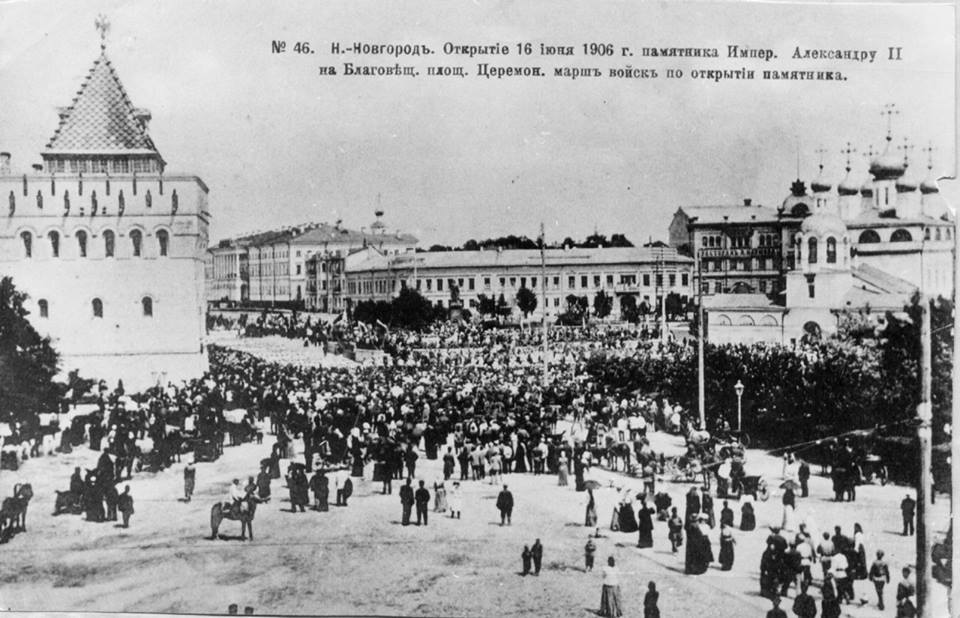 № 46. Н.-Новгородъ. Открытіе 16 іюня 1906 г. памятника Импер. Александру II
на Благовѣщ. площ. Церемон. маршъ войскъ по открытіи памятника.